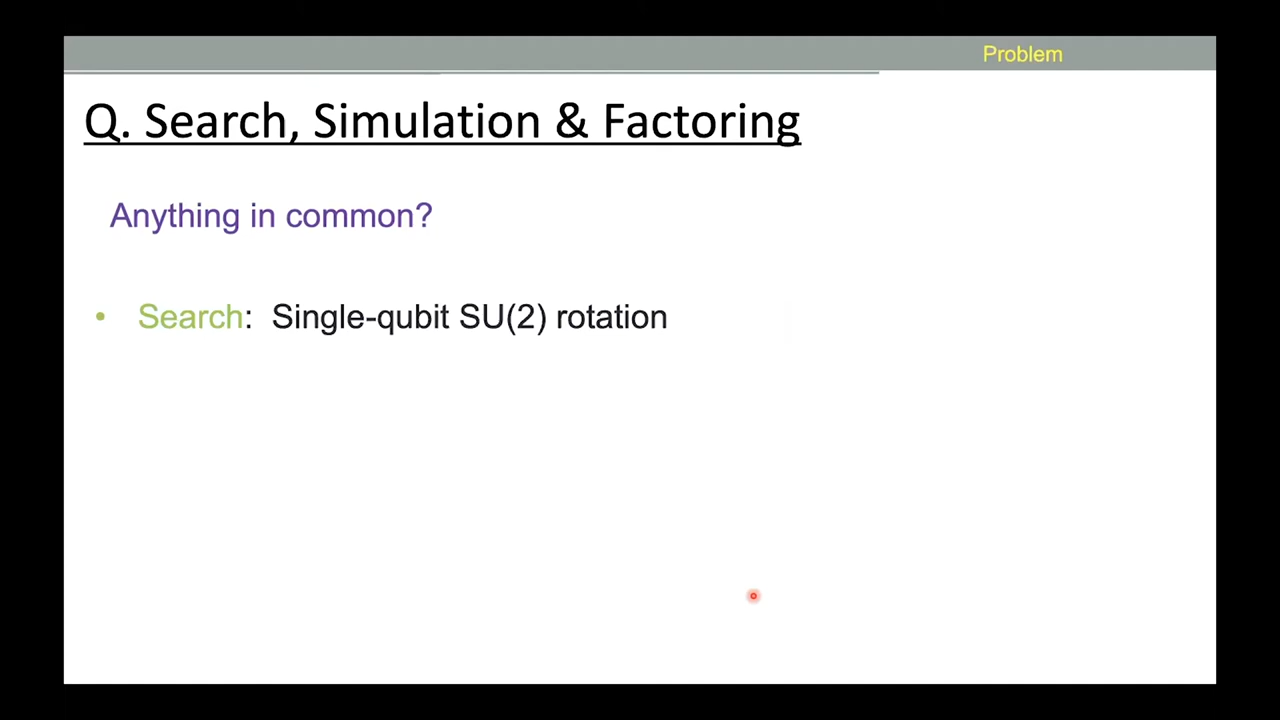 Problem
Q. Search, Simulation & Factoring
Anything in common?
• Search: Single-qubit SU(2) rotation